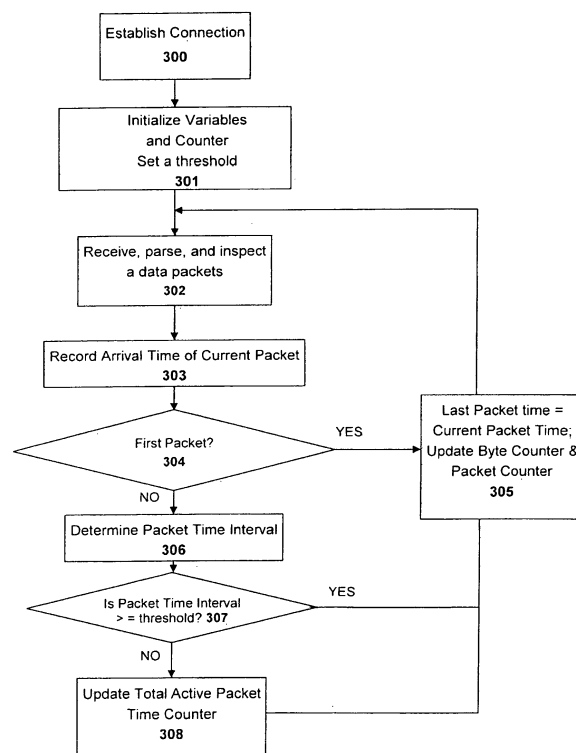 Establish Connection
300
Initialize Variables
and Counter
Set a threshold
301
Receive, parse, and inspect
a data packets
302
Record Arrival Time of Current Packet
303
First Packet?
304
YES
NO
Last Packet time =
Current Packet Time;
Update Byte Counter &
Packet Counter
305
Determine Packet Time Interval
306
Is Packet Time Interval
> = threshold? 307
YES
NO
Update Total Active Packet
Time Counter
308